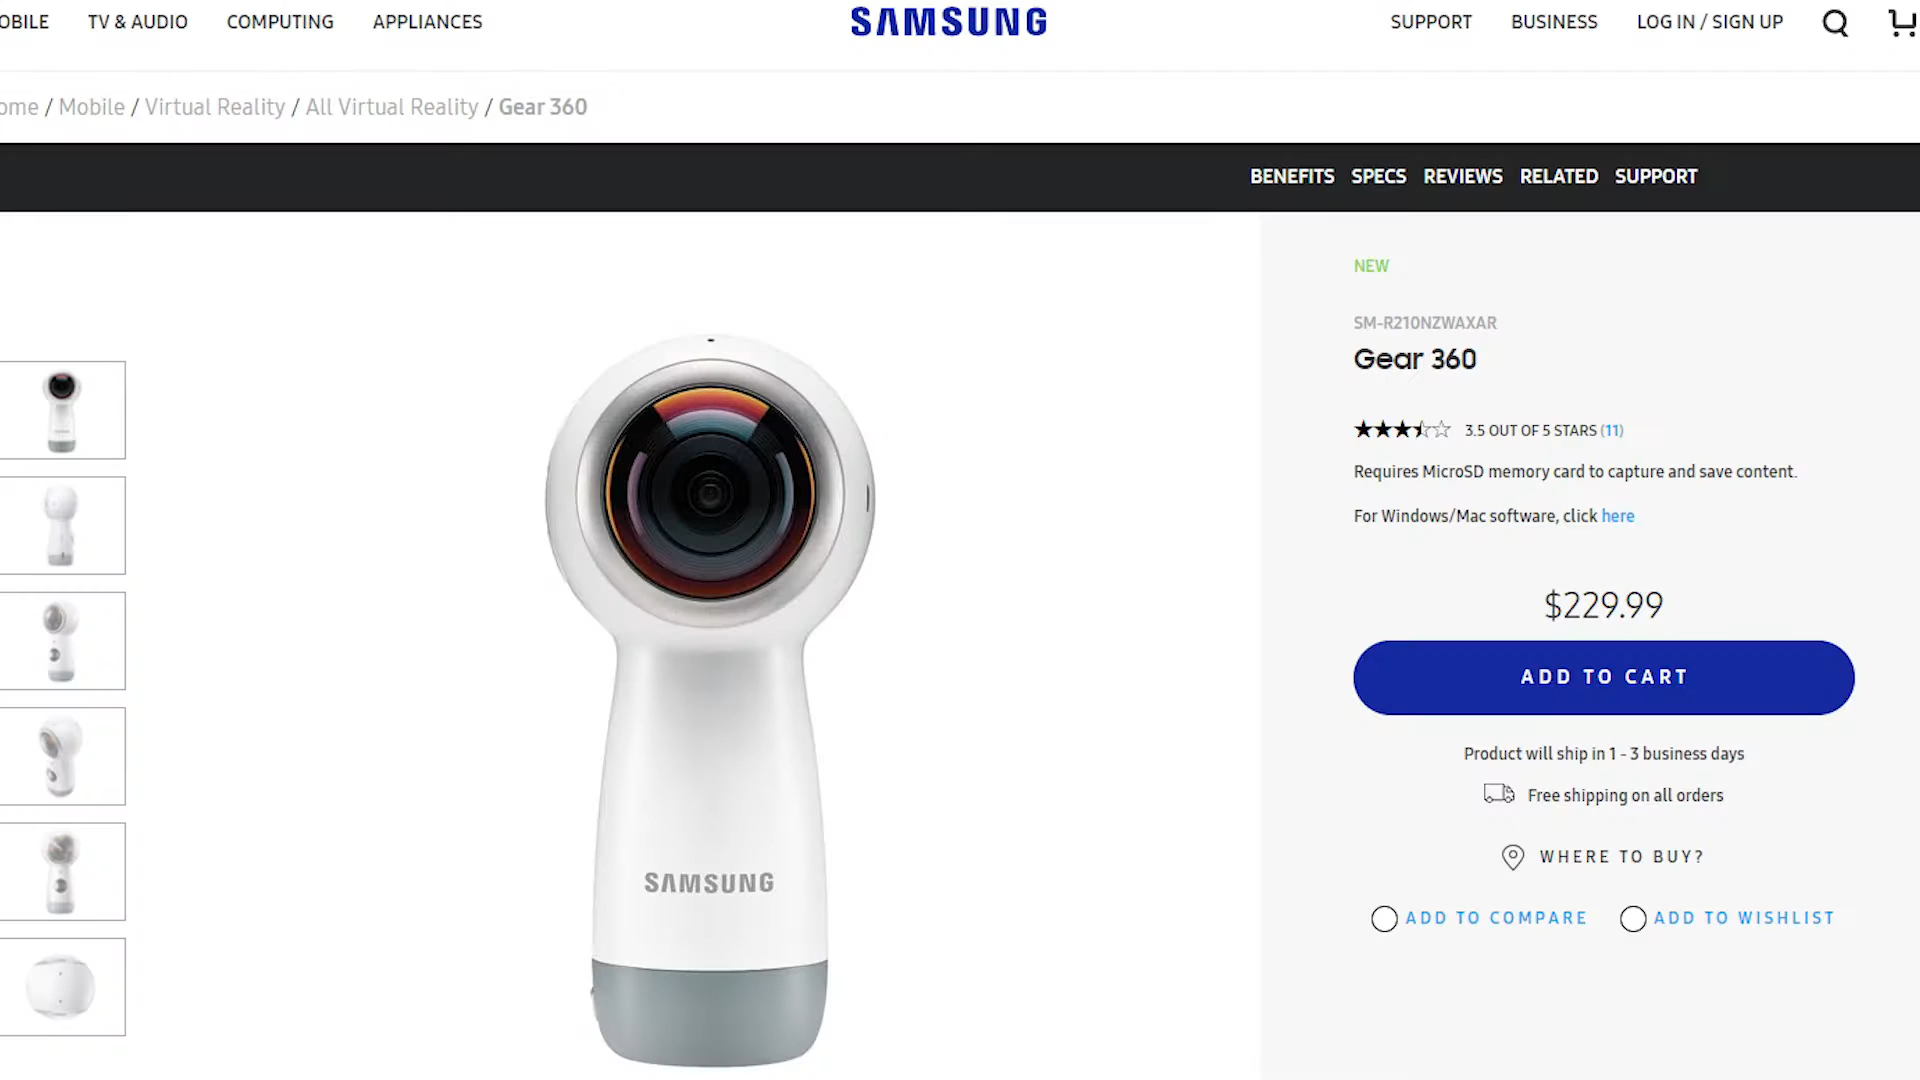 OBILE TV & AUDIO COMPUTING APPLIANCES SAMSUNG SUPPORT BUSINESS LOG IN / SIGN UP
ome / Mobile / Virtual Reality / All Virtual Reality / Gear 360
BENEFITS SPECS REVIEWS RELATED SUPPORT
NEW
SM-R210NZWAXAR
Gear 360
3.5 OUT OF 5 STARS (11)
Requires MicroSD memory card to capture and save content.
For Windows/Mac software, click here
$229.99
ADD TO CART
Product will ship in 1 - 3 business days
Free shipping on all orders
WHERE TO BUY?
ADD TO COMPARE ADD TO WISHLIST
SAMSUNG